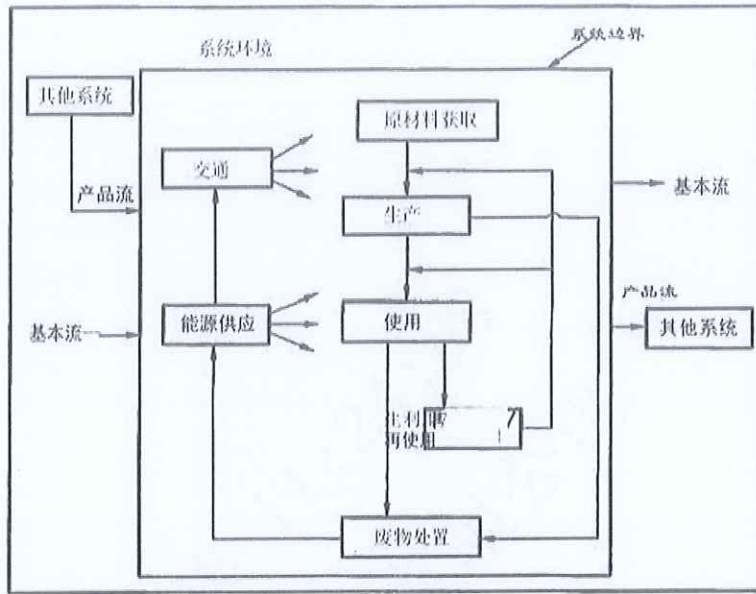 系统环境
系统边界
其他系统
原材料获取
交通
产品流
基本流
生产
产品流
能源供应
使用
基本流
其他系统
再使用
废物处置